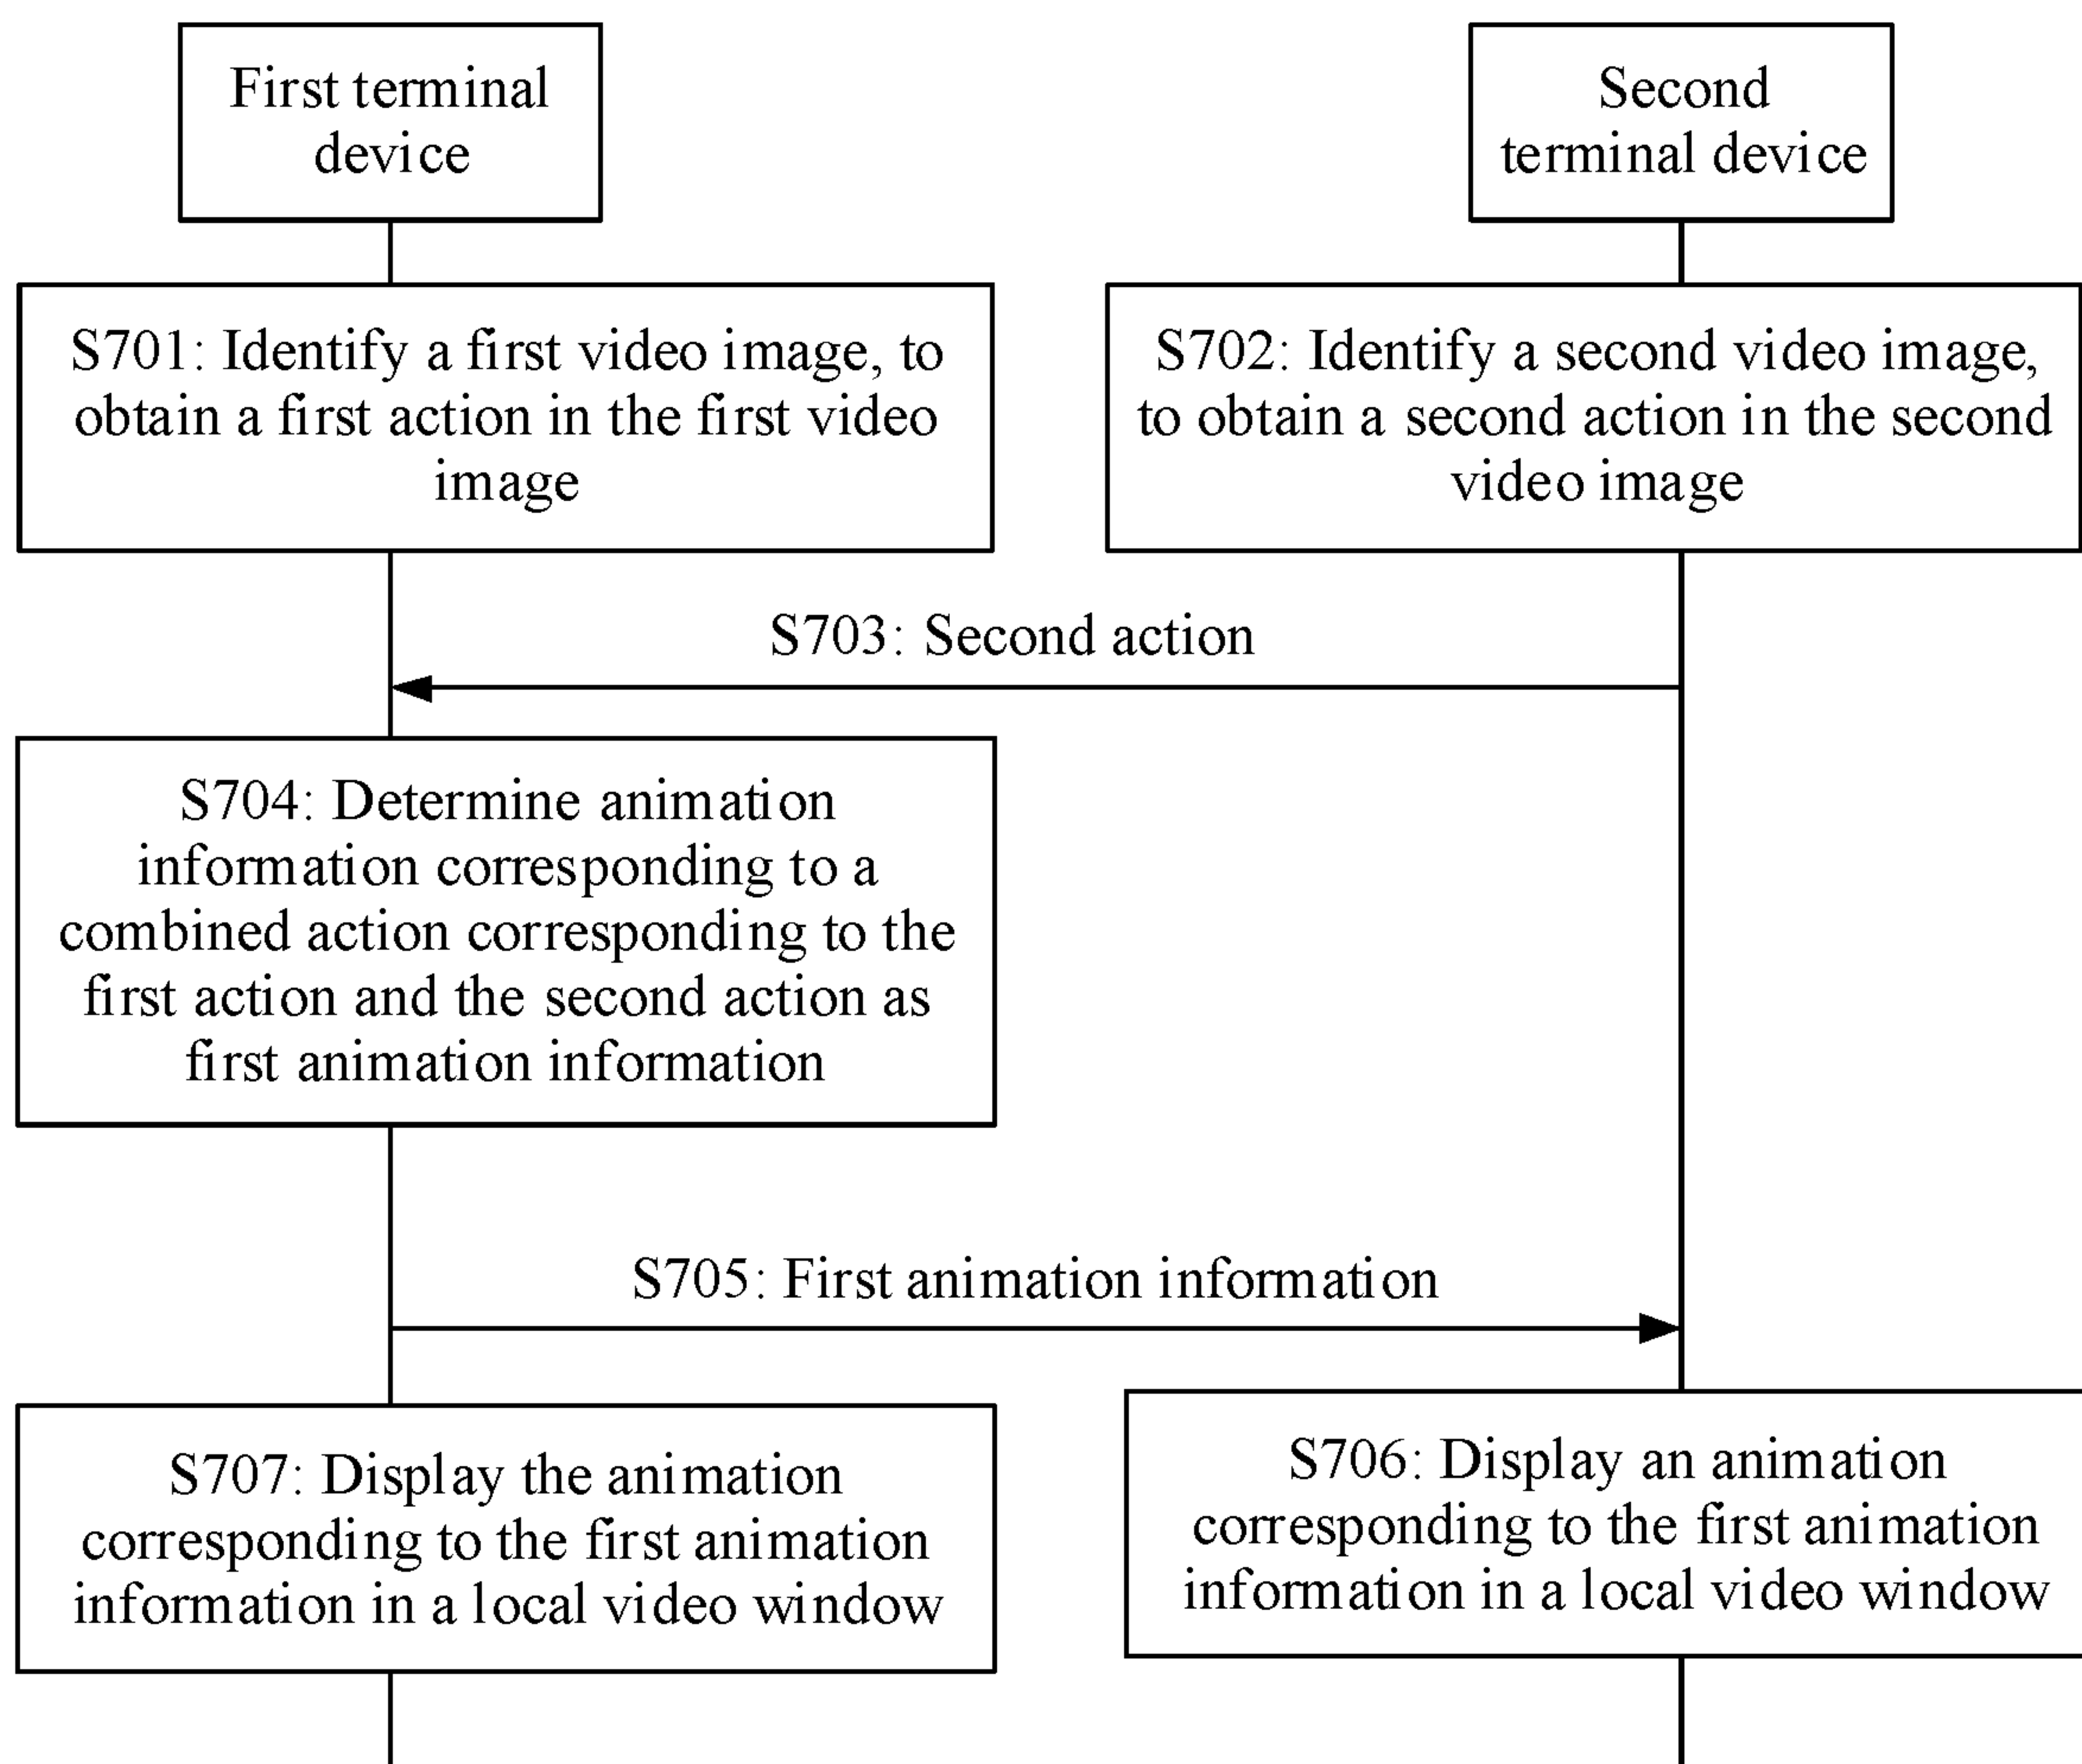 First terminal
device
Second
terminal device
S701: Identify a first video image, to
obtain a first action in the first video
image
S702: Identify a second video image,
to obtain a second action in the second
video image
S703: Second action
S704: Determine animation
information corresponding to a
combined action corresponding to the
first action and the second action as
first animation information
S705: First animation information
S707: Display the animation
corresponding to the first animation
information in a local video window
S706: Display an animation
corresponding to the first animation
information in a local video window